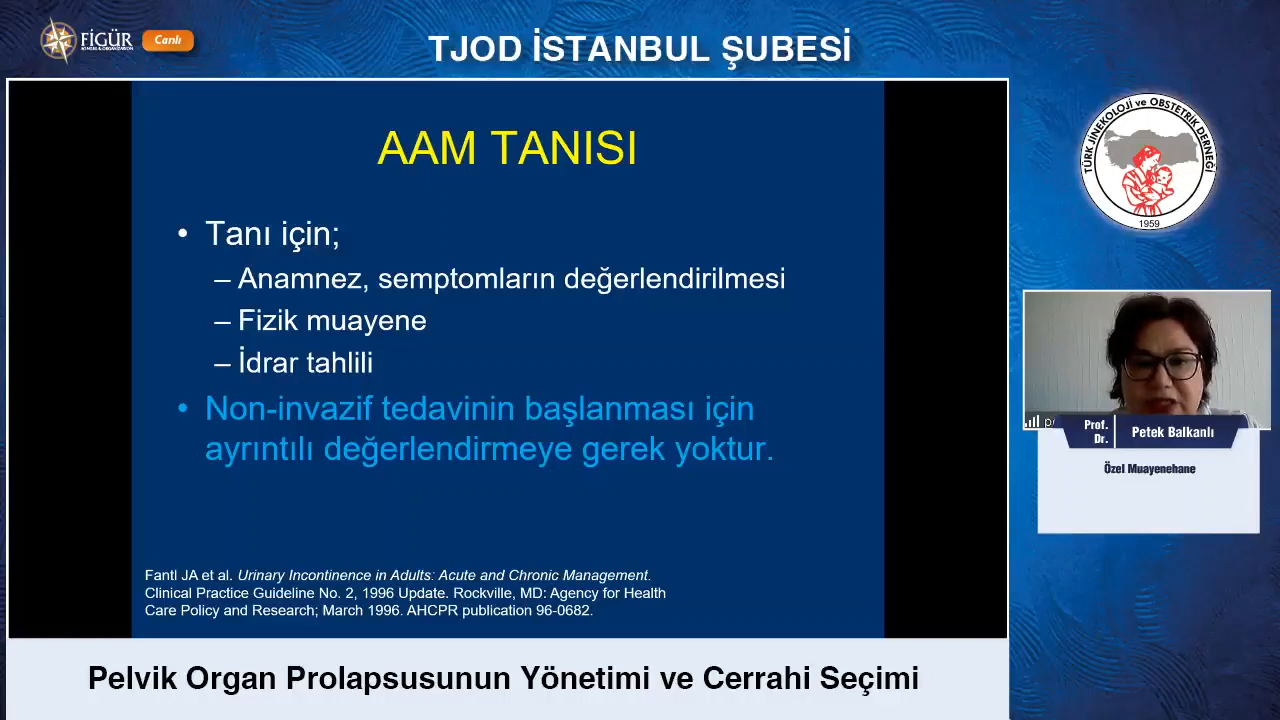 FİGÜR
KONGRE & ORGANIZATION
Canlı
TJOD İSTANBUL ŞUBESİ
AAM TANISI
• Tanı için;
– Anamnez, semptomların değerlendirilmesi
– Fizik muayene
– İdrar tahlili
• Non-invazif tedavinin başlanması için
ayrıntılı değerlendirmeye gerek yoktur.
Fantl JA et al. Urinary Incontinence in Adults: Acute and Chronic Management.
Clinical Practice Guideline No. 2, 1996 Update. Rockville, MD: Agency for Health
Care Policy and Research; March 1996. AHCPR publication 96-0682.
TÜRK JİNEKOLOJİ ve OBSTETRİK DERNEĞİ
1959
Prof. Dr.
Petek Balkanlı
Özel Muayenehane
Pelvik Organ Prolapsusunun Yönetimi ve Cerrahi Seçimi